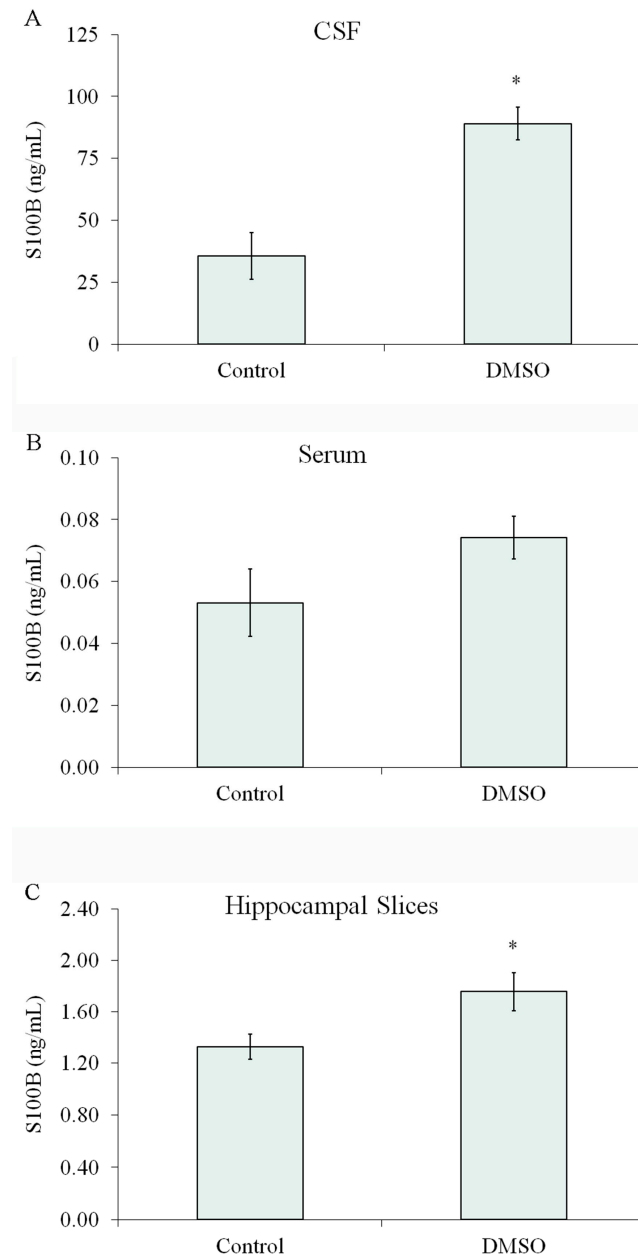 A
CSF
125
100
75
50
25
0
S100B (ng/mL)
*
Control DMSO
B
Serum
0.10
0.08
0.06
0.04
0.02
0.00
S100B (ng/mL)
Control DMSO
C
Hippocampal Slices
2.40
2.00
1.60
1.20
0.80
0.40
0.00
S100B (ng/mL)
*
Control DMSO